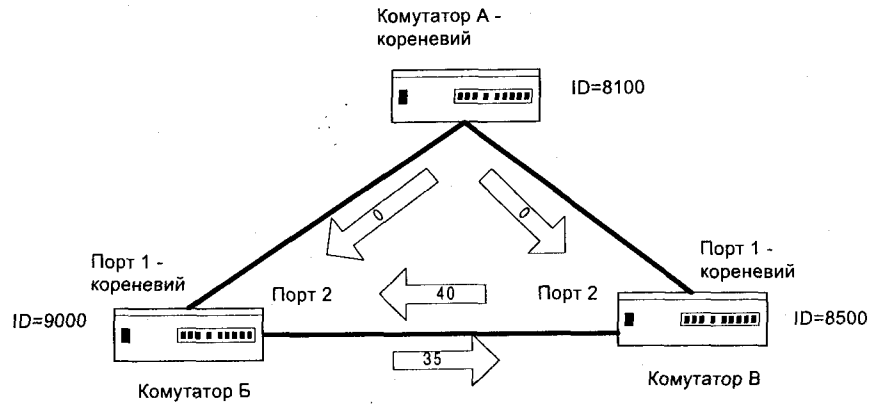 Комутатор А -
кореневий
ID=8100
0
0
Порт 1 -
кореневий
Порт 1 -
кореневий
Порт 2
40
Порт 2
ID=9000
ID=8500
35
Комутатор Б
Комутатор В